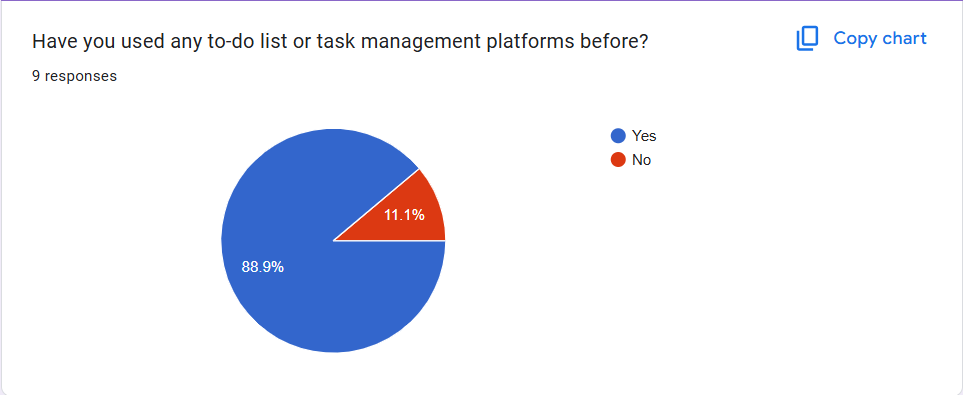 Have you used any to-do list or task management platforms before?
Copy chart
9 responses
Yes
No
11.1%
88.9%